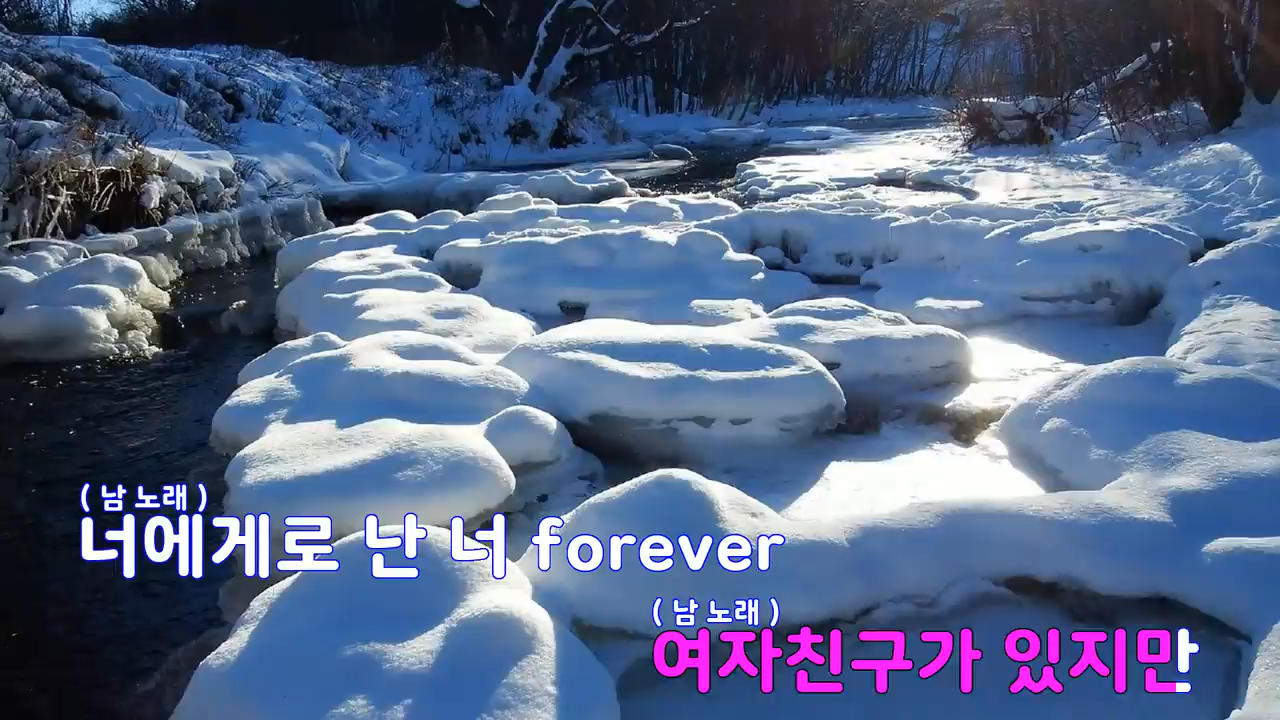 ( 남 노래 )
너에게로 난 너 forever
( 남 노래 )
여자친구가 있지만